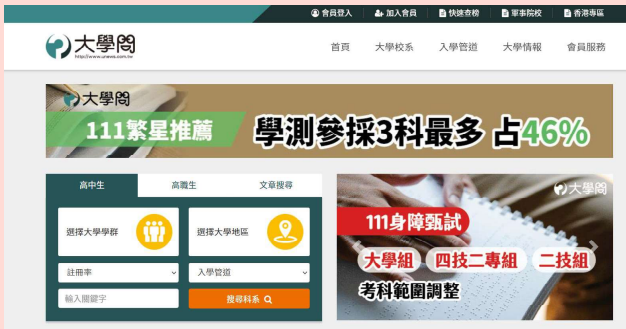 會員登入 加入會員 快速查榜 軍事院校 香港專區
大學問
http://www.unews.com.tw
首頁 大學校系 入學管道 大學情報 會員服務
大學問
111繁星推薦 學測參採3科最多 占46%
高中生 高職生 文章搜尋
選擇大學學群 選擇大學地區
註冊率 入學管道
輸入關鍵字 搜尋科系
大學問
111身障甄試
大學組 四技二專組 二技組
考科範圍調整